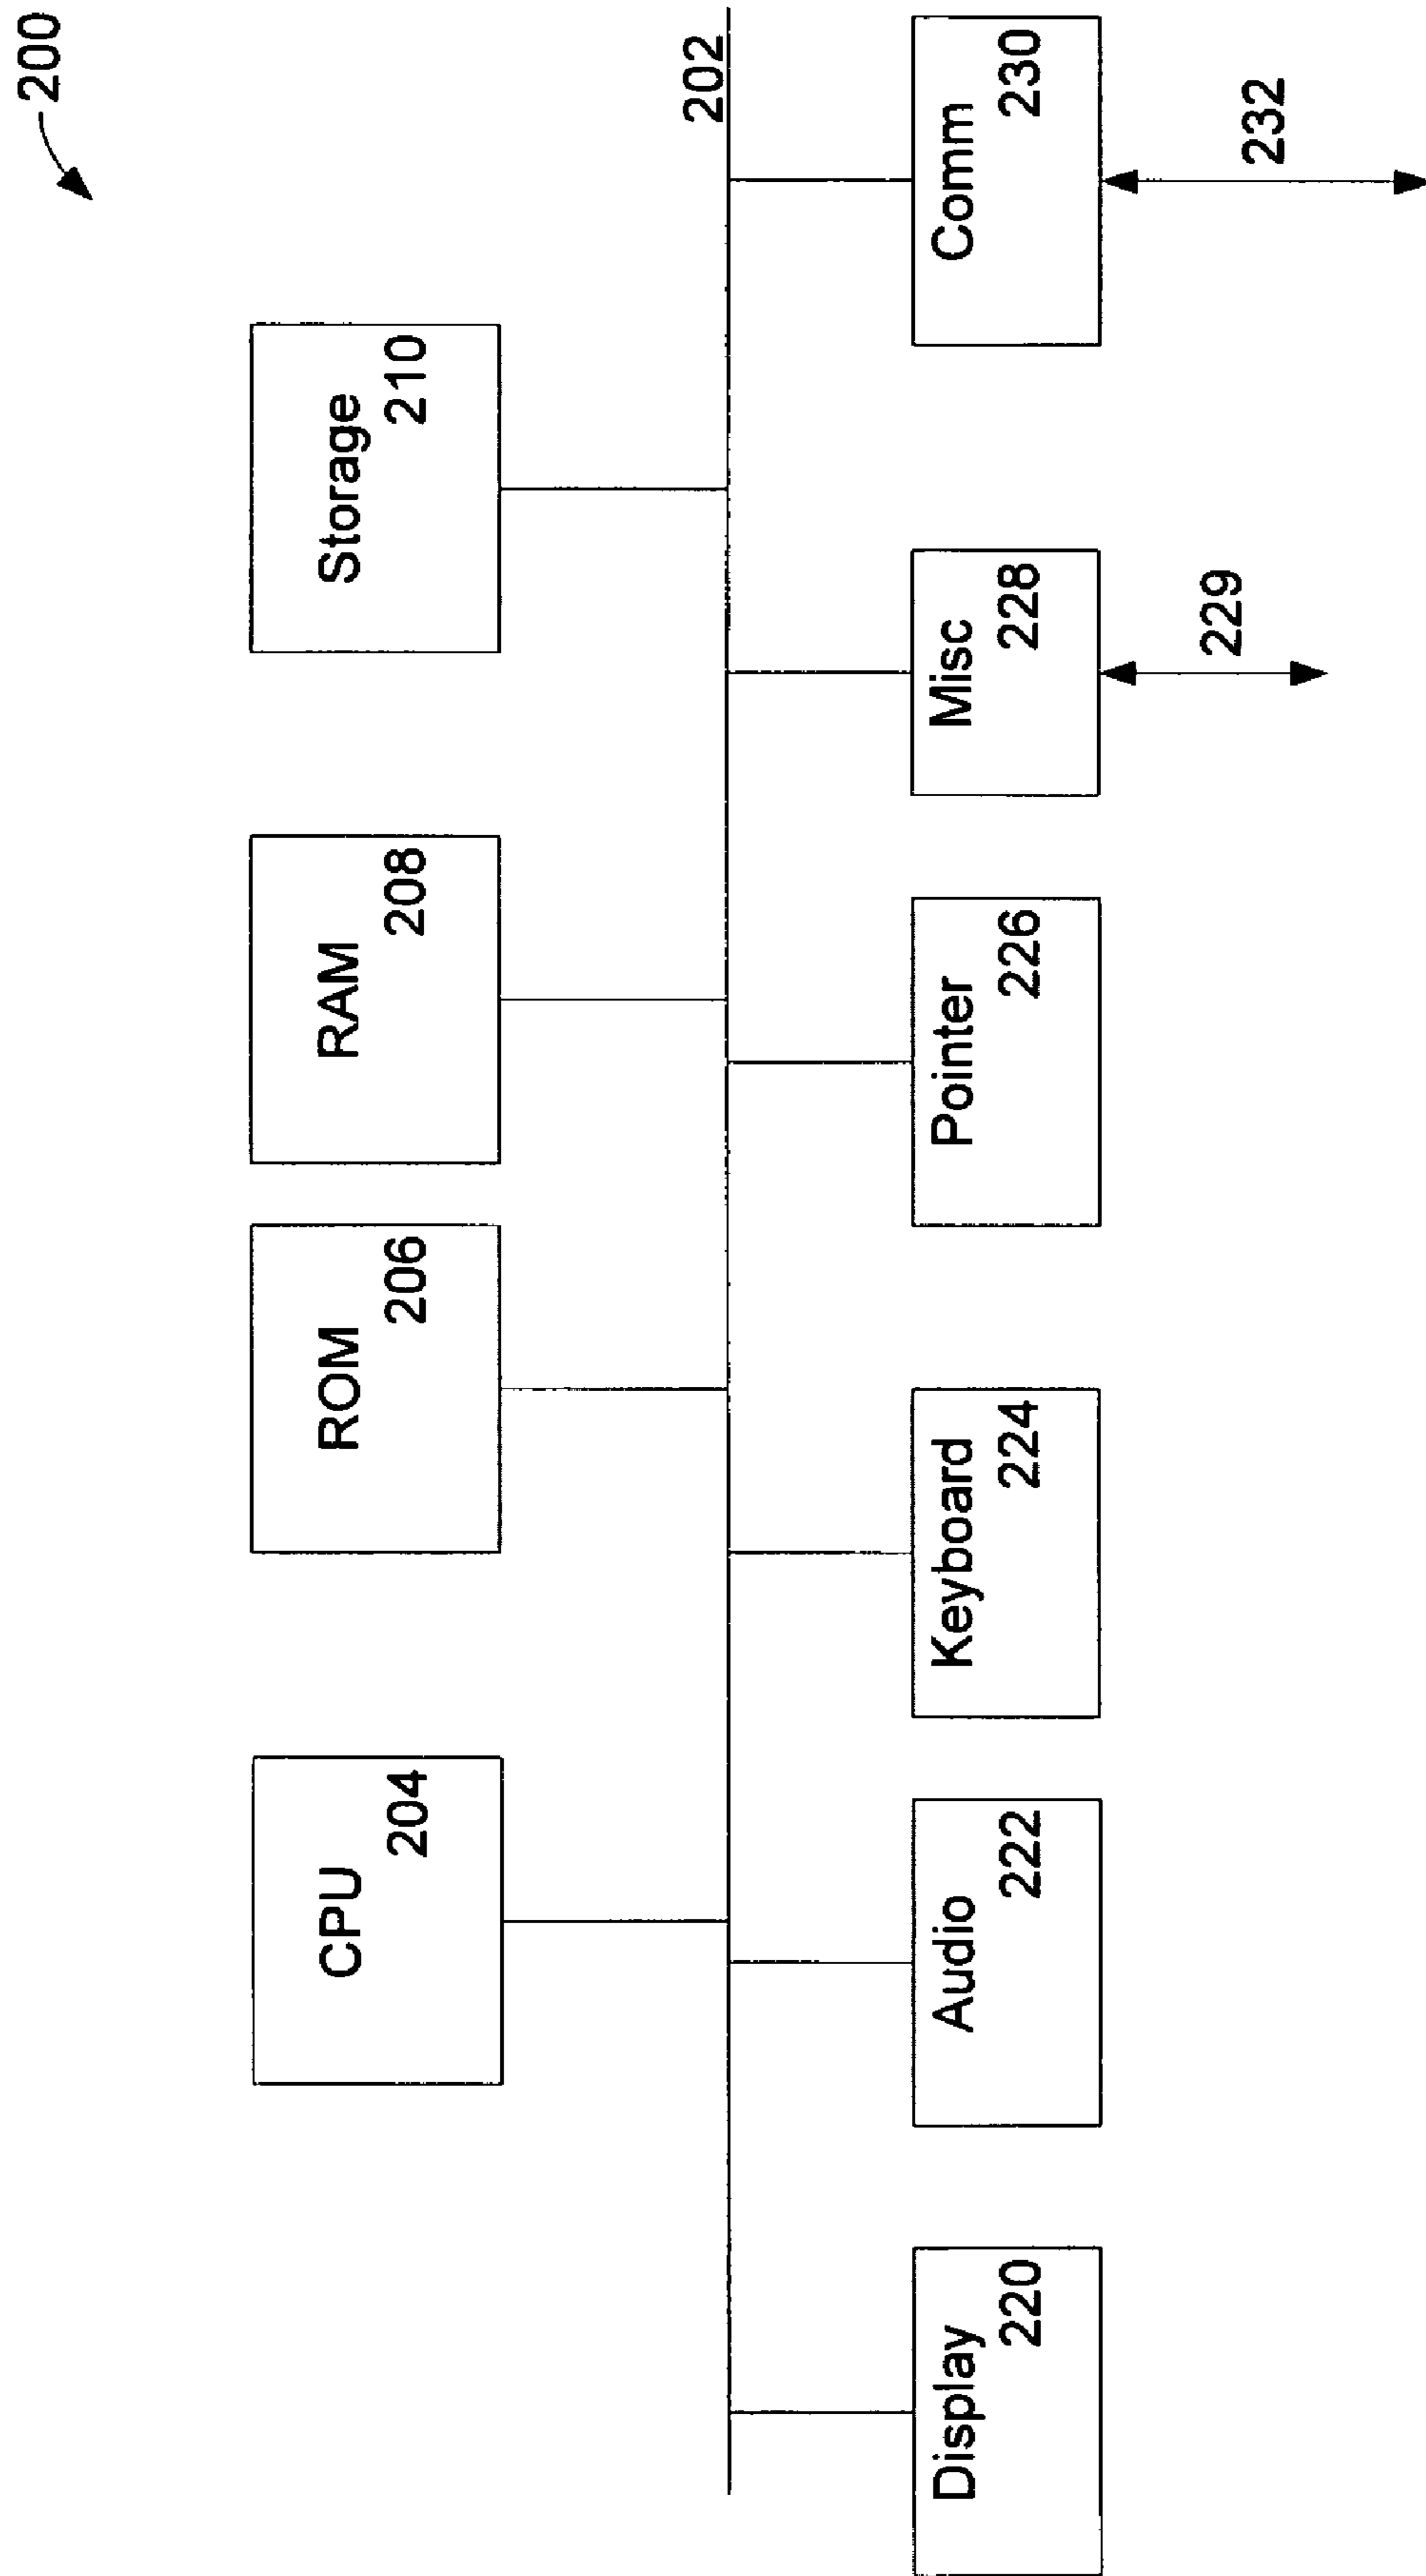 200
CPU
204
ROM
206
RAM
208
Storage
210
202
Display
220
Audio
222
Keyboard
224
Pointer
226
Misc
228
Comm
230
229
232